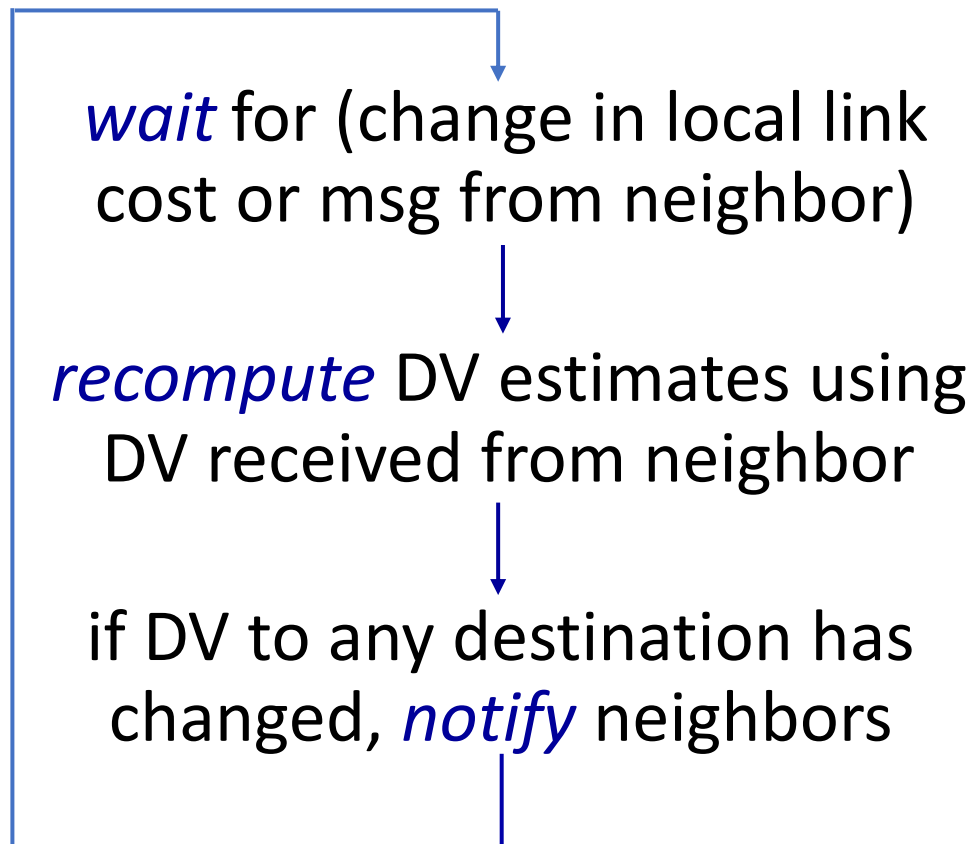 wait for (change in local link
cost or msg from neighbor)
recompute DV estimates using
DV received from neighbor
if DV to any destination has
changed, notify neighbors